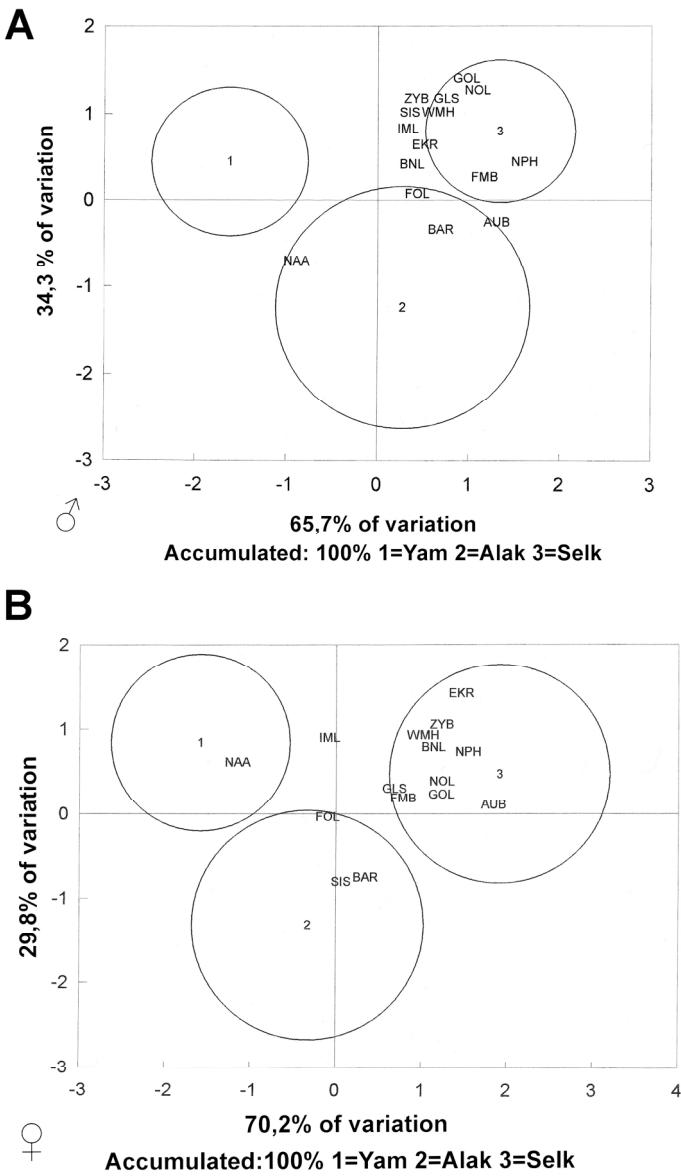 A
2
GOL
NOL
ZYB GLS
1
SISWMH
IML
3
EKR
1
BNL
NPH
FMB
0
FOL
AUB
BAR
NAA
-1
2
-2
-3
34,3 % of variation
-3 -2 -1 0 1 2 3
♂
65,7% of variation
Accumulated: 100% 1=Yam 2=Alak 3=Selk
B
2
EKR
1
ZYB
IML
WMH
1
BNL
NPH
NAA
3
NOL
GLS
GOL
FMB
AUB
0
FOL
SIS BAR
-1
2
-2
-3
29,8% of variation
-3 -2 -1 0 1 2 3 4
♀
70,2% of variation
Accumulated:100% 1=Yam 2=Alak 3=Selk